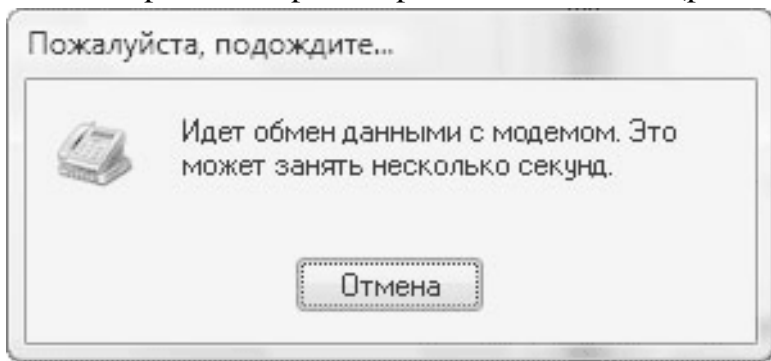 Пожалуйста, подождите...
Идет обмен данными с модемом. Это
может занять несколько секунд.
Отмена